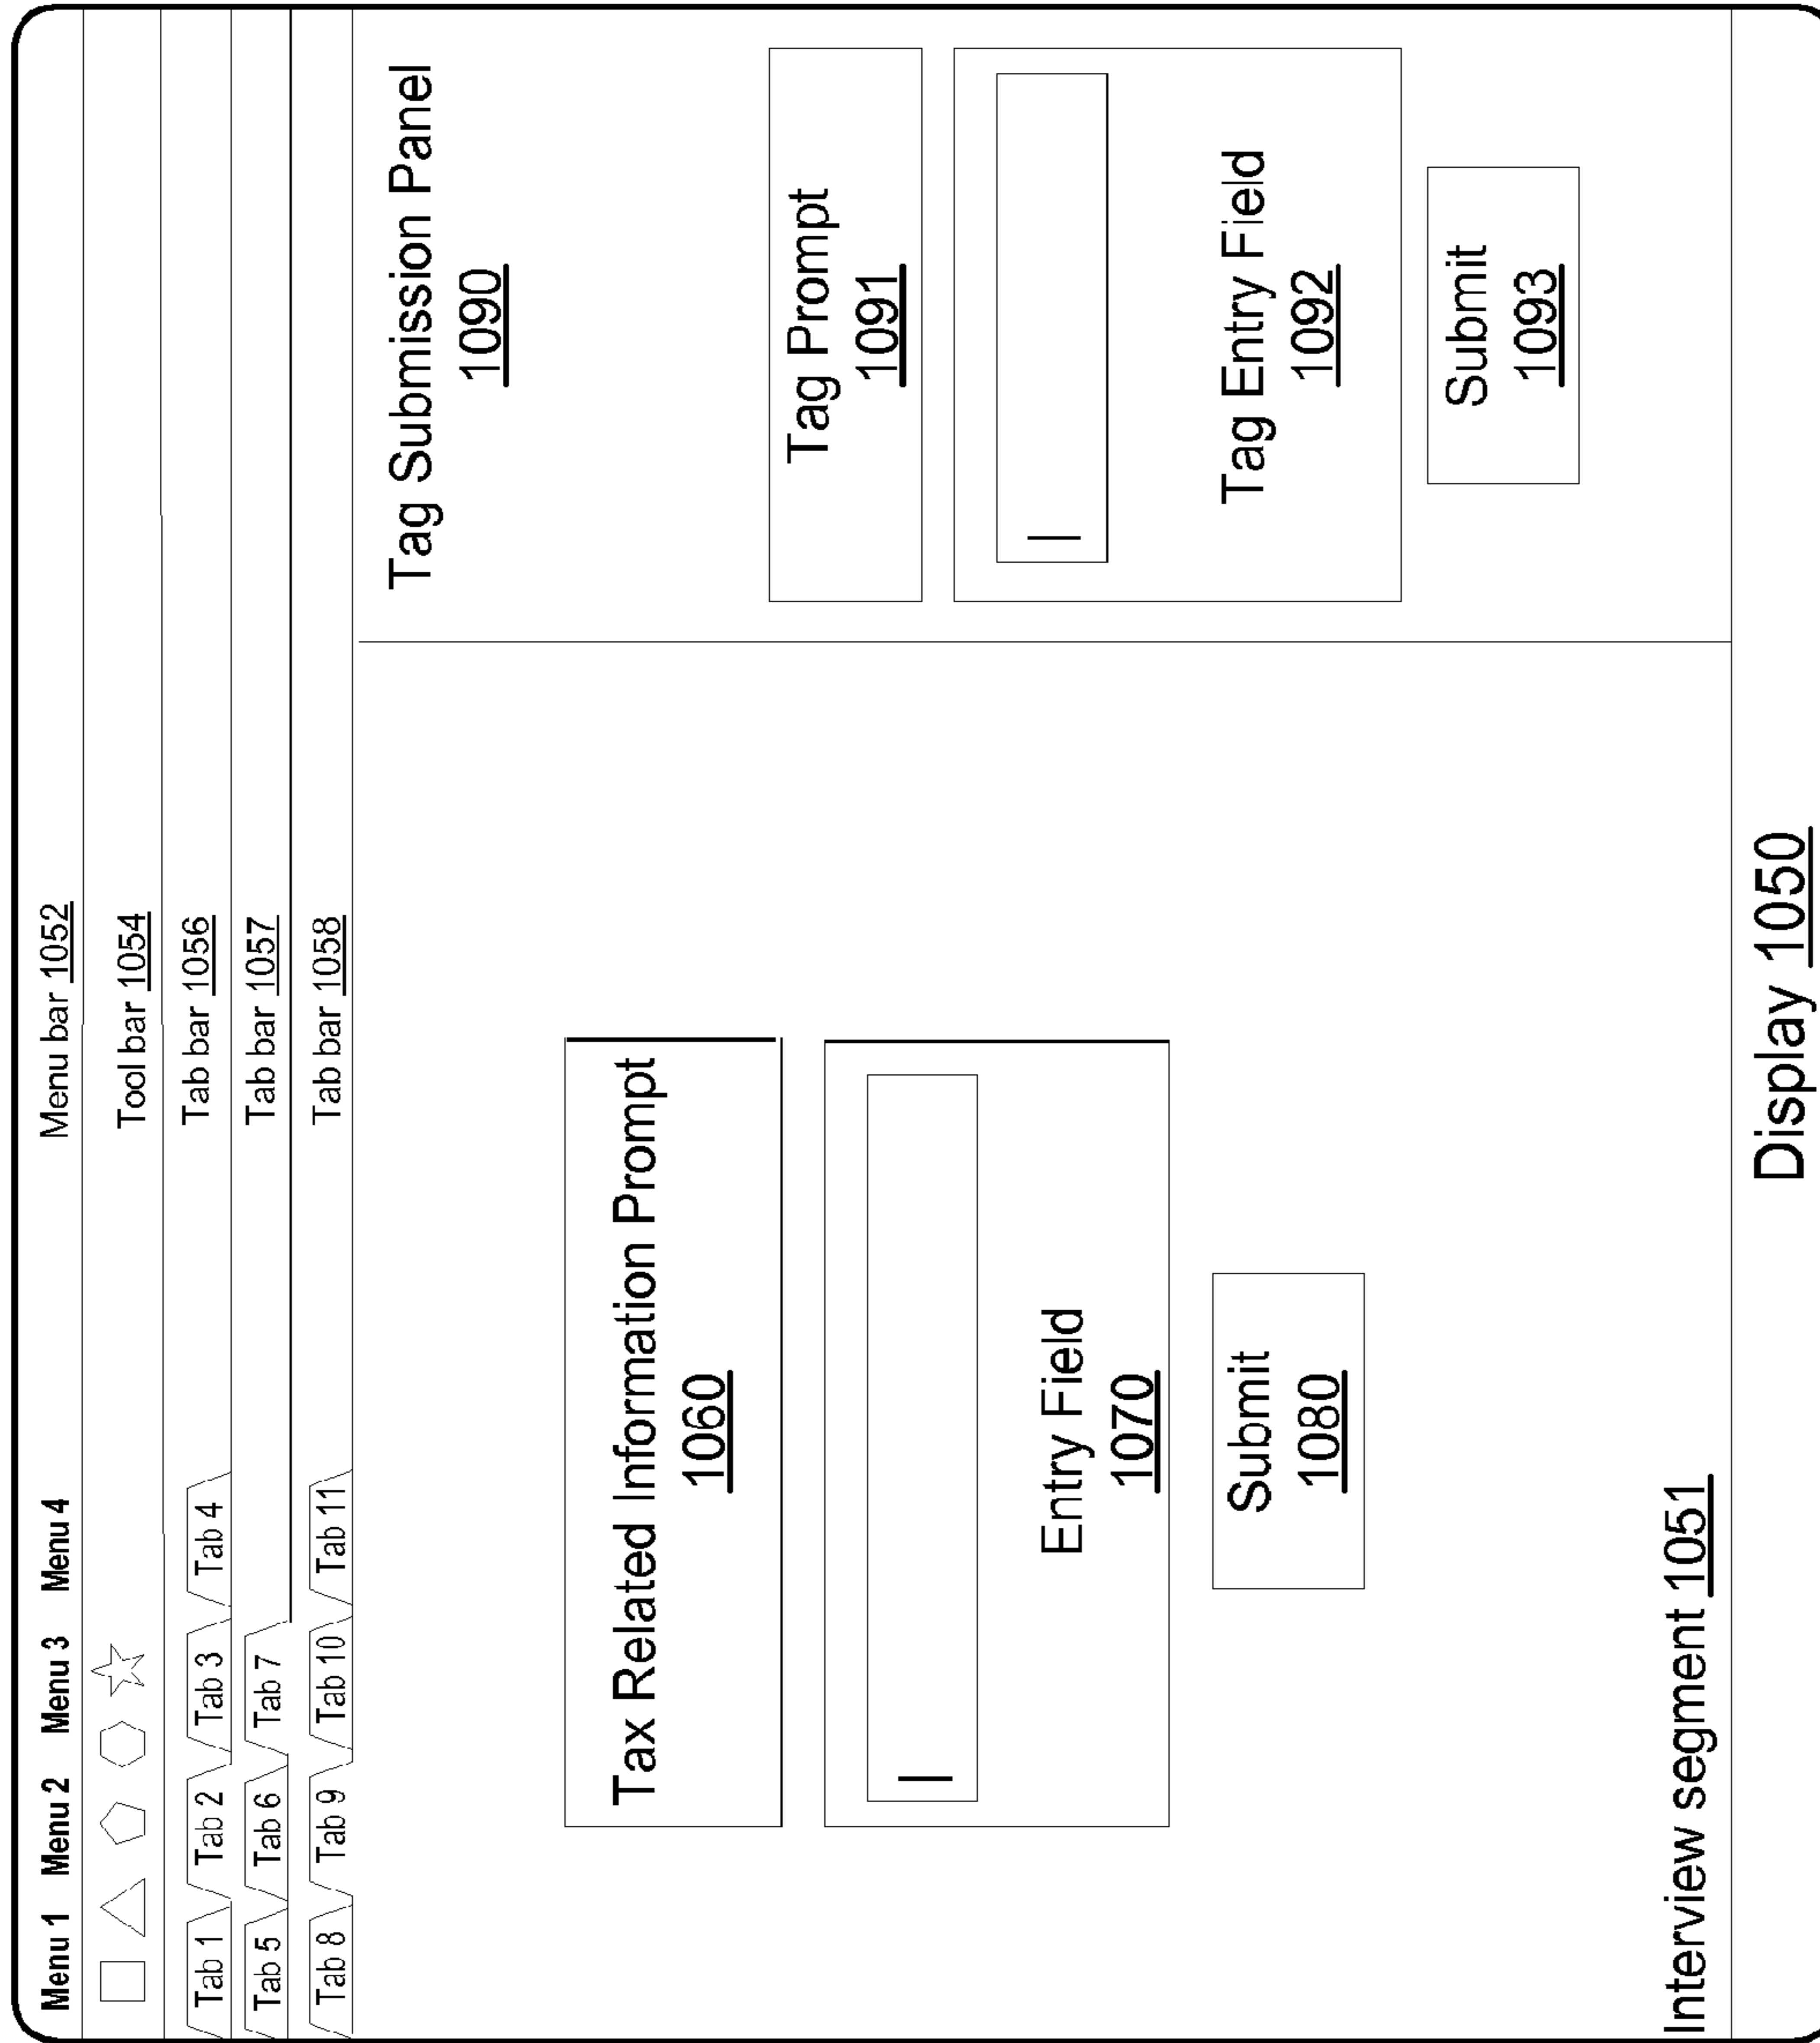 Menu 1 Menu 2 Menu 3 Menu 4 Menu bar 1052
Tool bar 1054
Tab 1 Tab 2 Tab 3 Tab 4 Tab bar 1056
Tab 5 Tab 6 Tab 7 Tab bar 1057
Tab 8 Tab 9 Tab 10 Tab 11 Tab bar 1058
Tax Related Information Prompt
1060
Entry Field
1070
Submit
1080
Interview segment 1051
Tag Submission Panel
1090
Tag Prompt
1091
Tag Entry Field
1092
Submit
1093
Display 1050